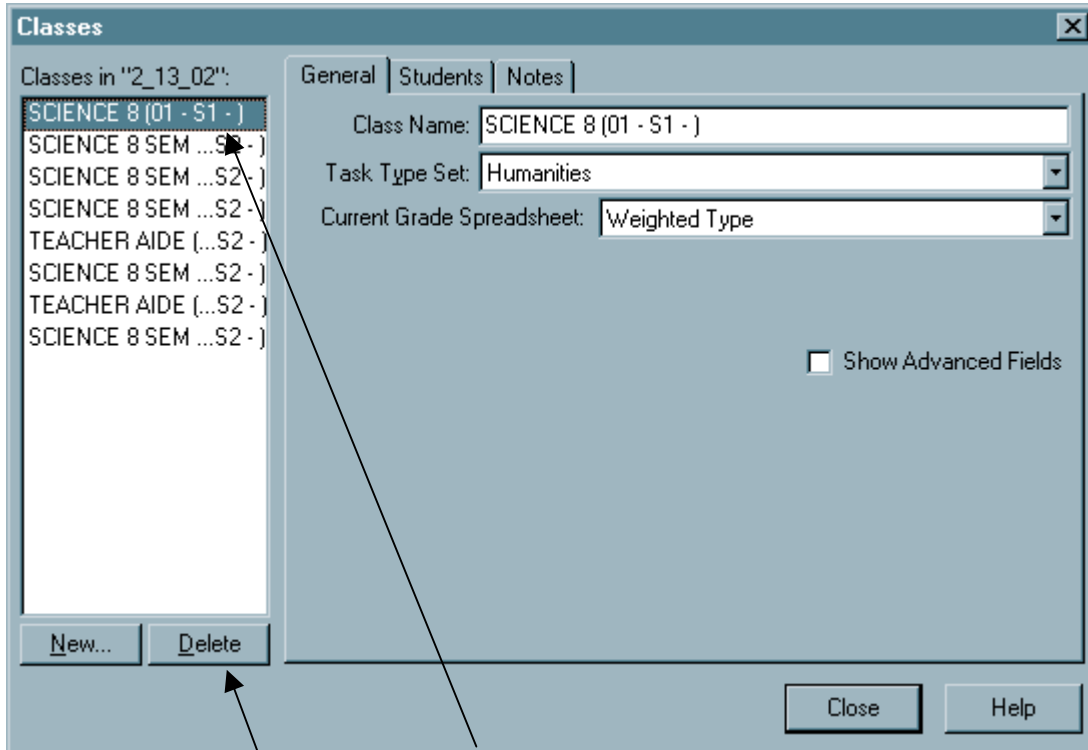 Classes
Classes in "2_13_02":
SCIENCE 8 (01 - S1 - )
SCIENCE 8 SEM ...S2 - )
SCIENCE 8 SEM ...S2 - )
SCIENCE 8 SEM ...S2 - )
TEACHER AIDE (...S2 - )
SCIENCE 8 SEM ...S2 - )
TEACHER AIDE (...S2 - )
SCIENCE 8 SEM ...S2 - )
New...
Delete
General
Students
Notes
Class Name: SCIENCE 8 (01 - S1 - )
Task Type Set: Humanities
Current Grade Spreadsheet: Weighted Type
Show Advanced Fields
Close
Help